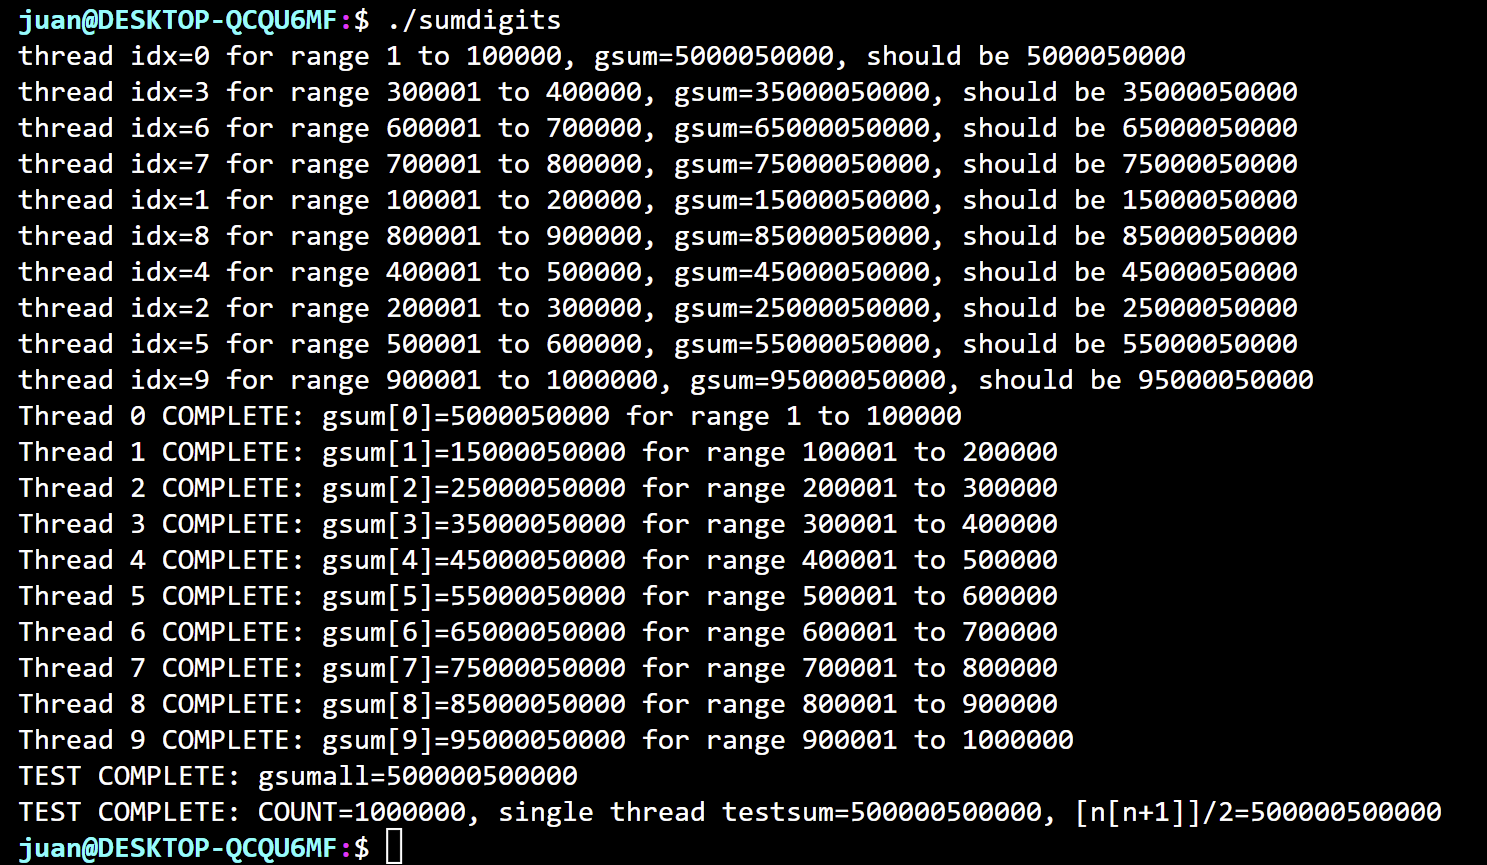 juan@DESKTOP-QCQU6MF:$ ./sumdigits
thread idx=0 for range 1 to 100000, gsum=5000050000, should be 5000050000
thread idx=3 for range 300001 to 400000, gsum=35000050000, should be 35000050000
thread idx=6 for range 600001 to 700000, gsum=65000050000, should be 65000050000
thread idx=7 for range 700001 to 800000, gsum=75000050000, should be 75000050000
thread idx=1 for range 100001 to 200000, gsum=15000050000, should be 15000050000
thread idx=8 for range 800001 to 900000, gsum=85000050000, should be 85000050000
thread idx=4 for range 400001 to 500000, gsum=45000050000, should be 45000050000
thread idx=2 for range 200001 to 300000, gsum=25000050000, should be 25000050000
thread idx=5 for range 500001 to 600000, gsum=55000050000, should be 55000050000
thread idx=9 for range 900001 to 1000000, gsum=95000050000, should be 95000050000
Thread 0 COMPLETE: gsum[0]=5000050000 for range 1 to 100000
Thread 1 COMPLETE: gsum[1]=15000050000 for range 100001 to 200000
Thread 2 COMPLETE: gsum[2]=25000050000 for range 200001 to 300000
Thread 3 COMPLETE: gsum[3]=35000050000 for range 300001 to 400000
Thread 4 COMPLETE: gsum[4]=45000050000 for range 400001 to 500000
Thread 5 COMPLETE: gsum[5]=55000050000 for range 500001 to 600000
Thread 6 COMPLETE: gsum[6]=65000050000 for range 600001 to 700000
Thread 7 COMPLETE: gsum[7]=75000050000 for range 700001 to 800000
Thread 8 COMPLETE: gsum[8]=85000050000 for range 800001 to 900000
Thread 9 COMPLETE: gsum[9]=95000050000 for range 900001 to 1000000
TEST COMPLETE: gsumall=500000500000
TEST COMPLETE: COUNT=1000000, single thread testsum=500000500000, [n[n+1]]/2=500000500000
juan@DESKTOP-QCQU6MF:$